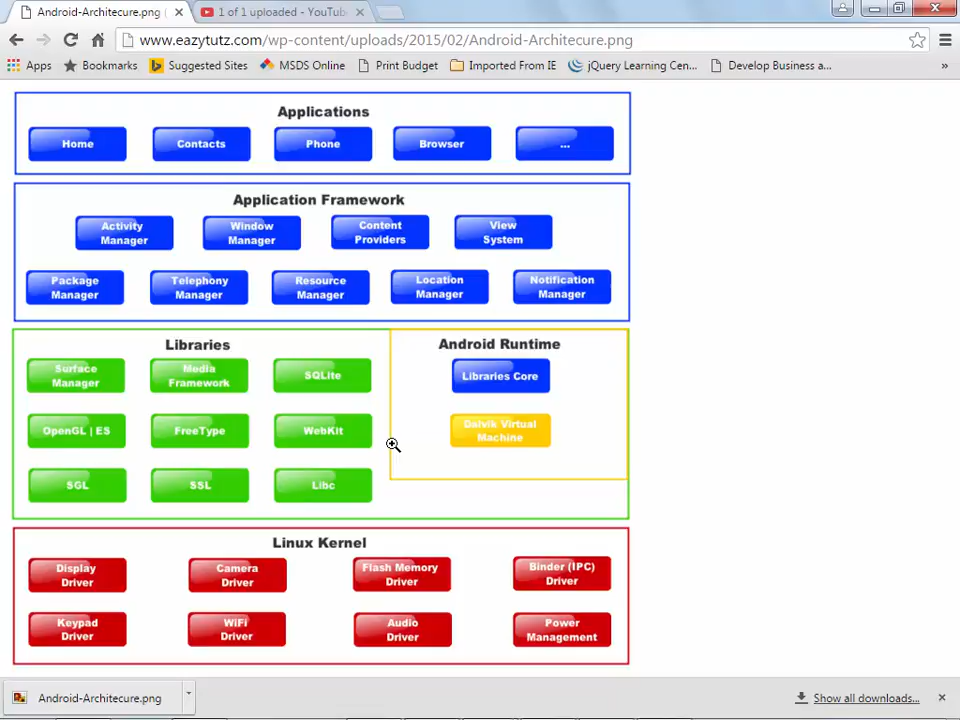 Android-Architecure.png (
1 of 1 uploaded - YouTub
www.eazytutz.com/wp-content/uploads/2015/02/Android-Architecure.png
Apps
Bookmarks
Suggested Sites
MSDS Online
Print Budget
Imported From IE
jQuery Learning Cen...
Develop Business a...
»
Applications
Home
Contacts
Phone
Browser
...
Application Framework
Activity
Manager
Window
Manager
Content
Providers
View
System
Package
Manager
Telephony
Manager
Resource
Manager
Location
Manager
Notification
Manager
Libraries
Surface
Manager
Media
Framework
SQLite
OpenGL | ES
FreeType
WebKit
SGL
SSL
Libc
Android Runtime
Libraries Core
Dalvik Virtual
Machine
Linux Kernel
Display
Driver
Camera
Driver
Flash Memory
Driver
Binder (IPC)
Driver
Keypad
Driver
WiFi
Driver
Audio
Driver
Power
Management
Android-Architecure.png
Show all downloads...